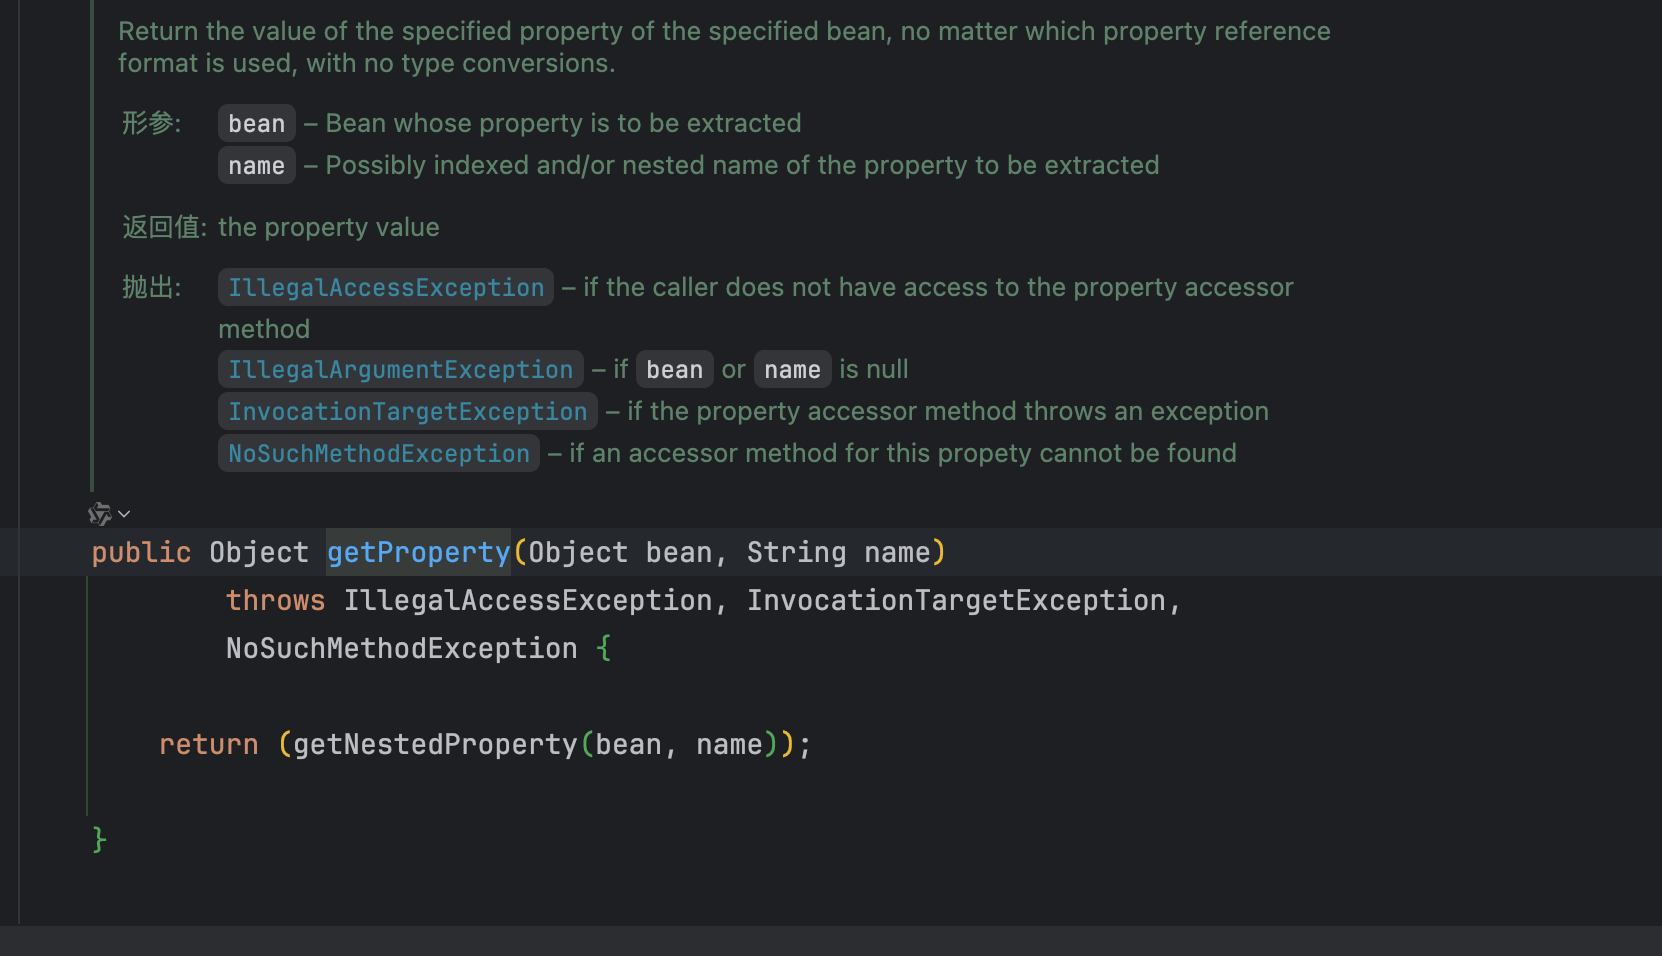 Return the value of the specified property of the specified bean, no matter which property reference
format is used, with no type conversions.
形参: bean – Bean whose property is to be extracted
name – Possibly indexed and/or nested name of the property to be extracted
返回值: the property value
抛出: IllegalAccessException – if the caller does not have access to the property accessor
method
IllegalArgumentException – if bean or name is null
InvocationTargetException – if the property accessor method throws an exception
NoSuchMethodException – if an accessor method for this propety cannot be found
public Object getProperty(Object bean, String name)
throws IllegalAccessException, InvocationTargetException,
NoSuchMethodException {
return (getNestedProperty(bean, name));
}